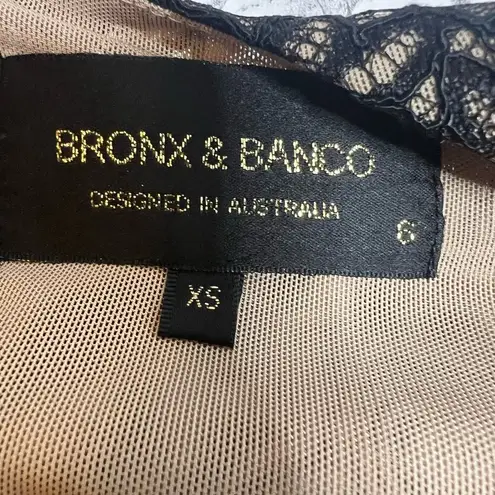 BRONX & BANCO
DESIGNED IN AUSTRALIA
6
XS